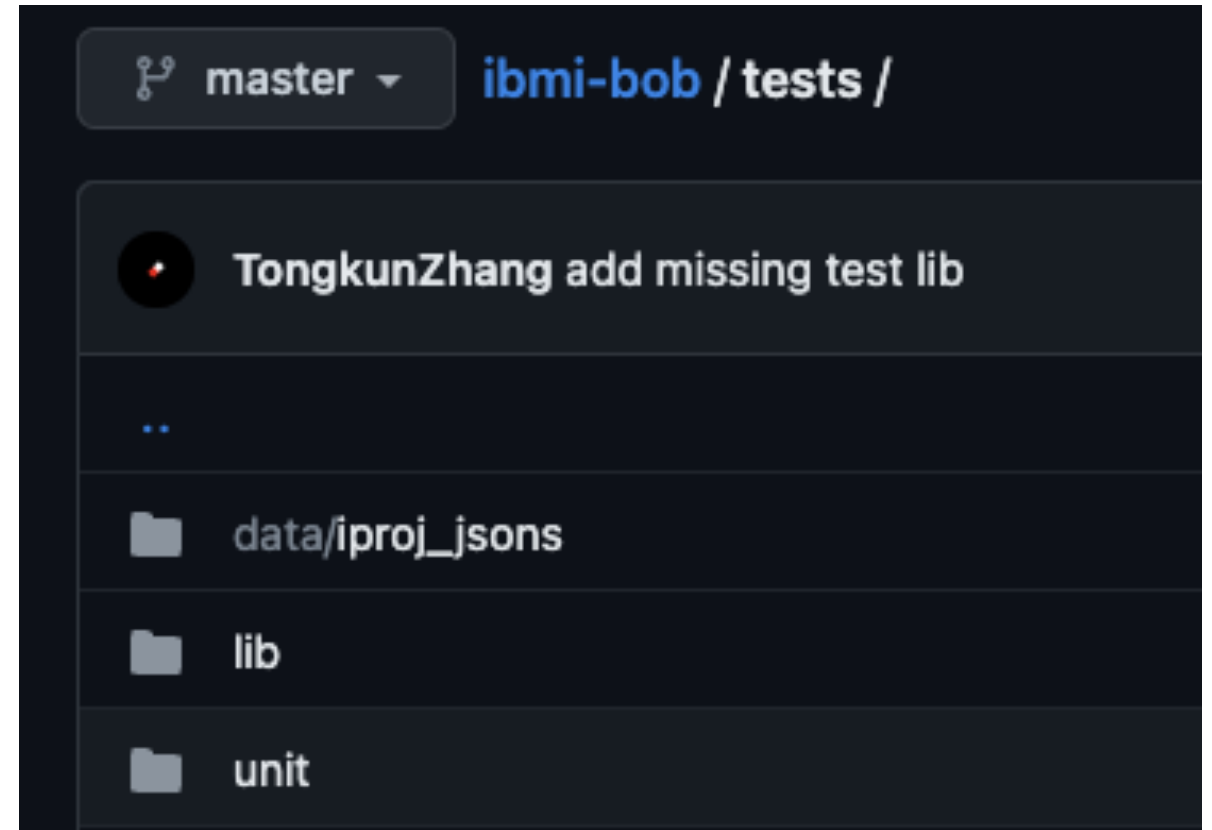 master ibmi-bob / tests /
TongkunZhang add missing test lib
..
data/iproj_jsons
lib
unit